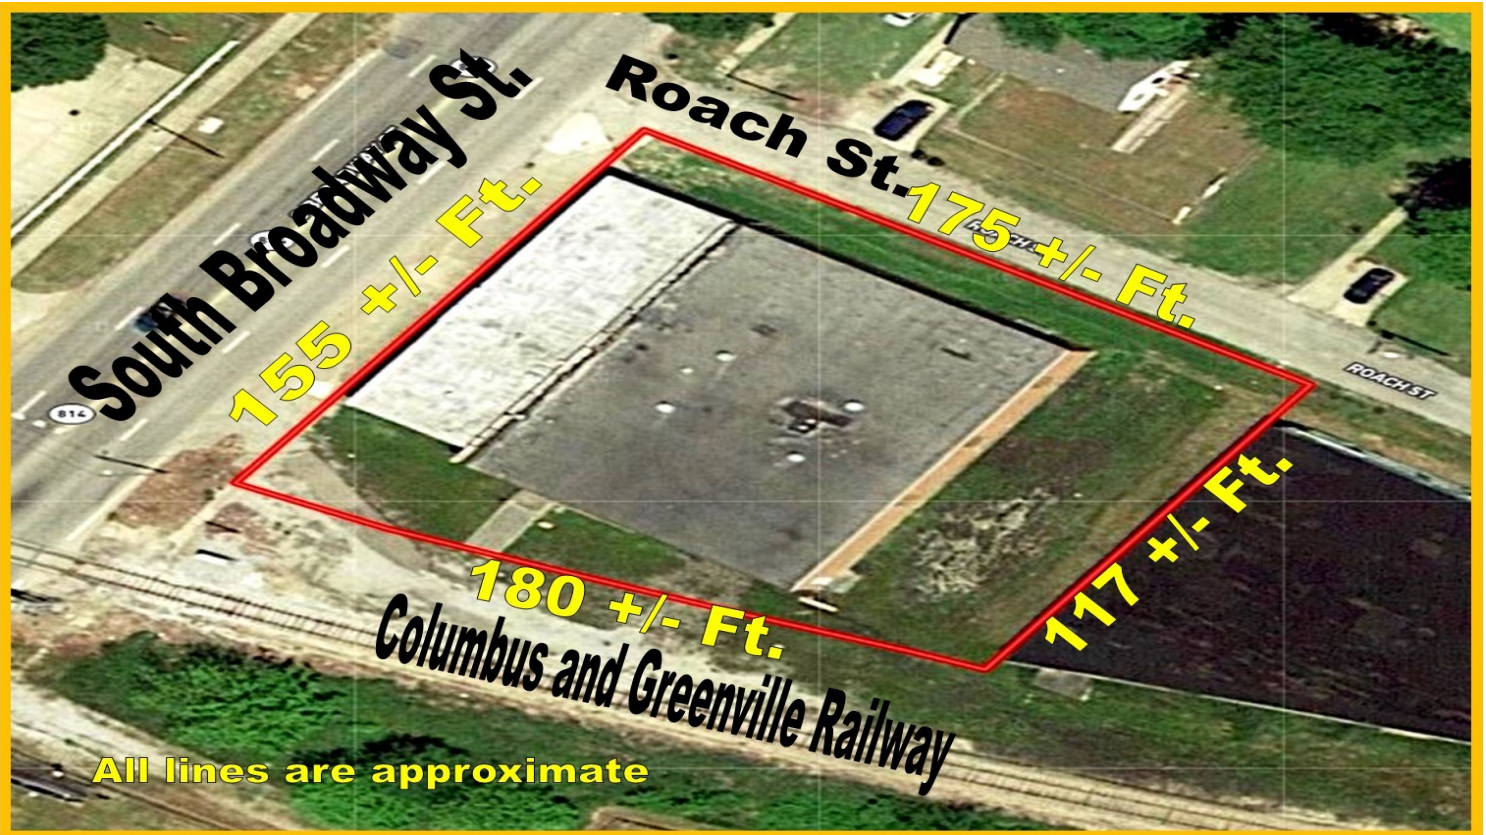 South Broadway St.
Roach St.
155 +/- Ft.
175 +/- Ft.
ROACH ST
814
117 +/- Ft.
180 +/- Ft.
Columbus and Greenville Railway
All lines are approximate